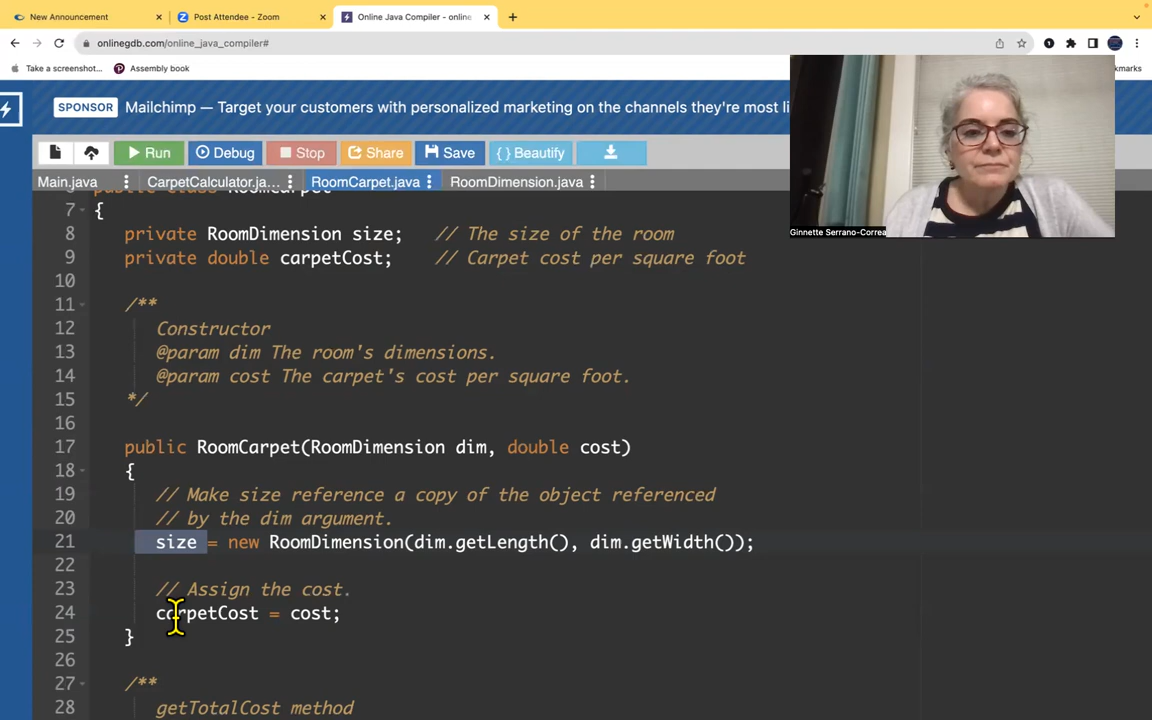 New Announcement
Post Attendee - Zoom
Online Java Compiler - online
onlinegdb.com/online_java_compiler#
Take a screenshot...
Assembly book
kmarks
SPONSOR Mailchimp — Target your customers with personalized marketing on the channels they're most li
Run
Debug
Stop
Share
Save
{ } Beautify
Main.java
CarpetCalculator.ja...
RoomCarpet.java
RoomDimension.java
Ginnette Serrano-Correa
public class RoomCarpet
7 {
8 private RoomDimension size; // The size of the room
9 private double carpetCost; // Carpet cost per square foot
10
11 /**
12 Constructor
13 @param dim The room's dimensions.
14 @param cost The carpet's cost per square foot.
15 */
16
17 public RoomCarpet(RoomDimension dim, double cost)
18 {
19 // Make size reference a copy of the object referenced
20 // by the dim argument.
21 size = new RoomDimension(dim.getLength(), dim.getWidth());
22
23 // Assign the cost.
24 carpetCost = cost;
25 }
26
27 /**
28 getTotalCost method